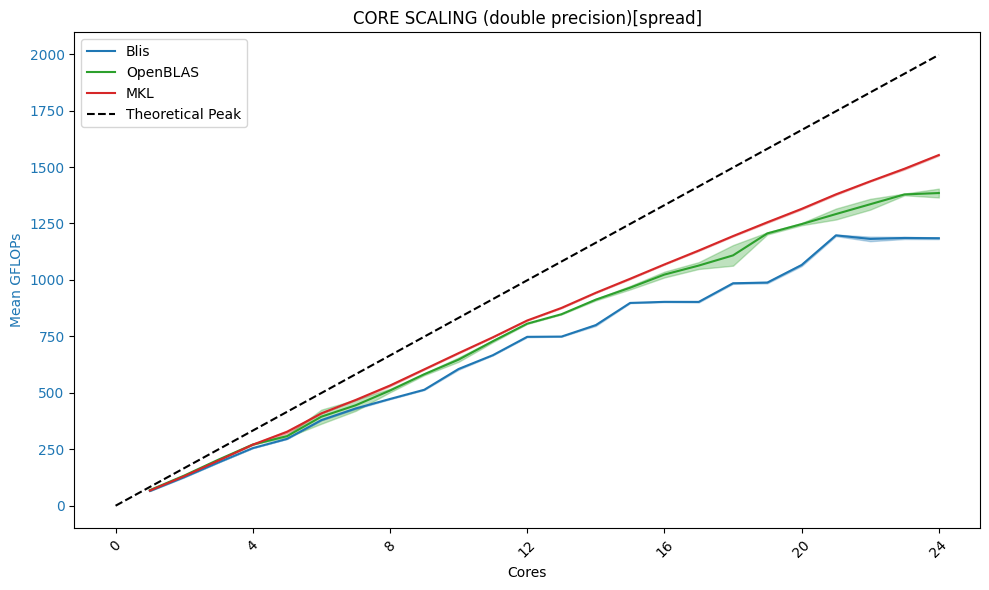 CORE SCALING (double precision)[spread]
Blis
OpenBLAS
MKL
Theoretical Peak
2000
1750
1500
1250
1000
750
500
250
0
Mean GFLOPs
0 4 8 12 16 20 24
Cores